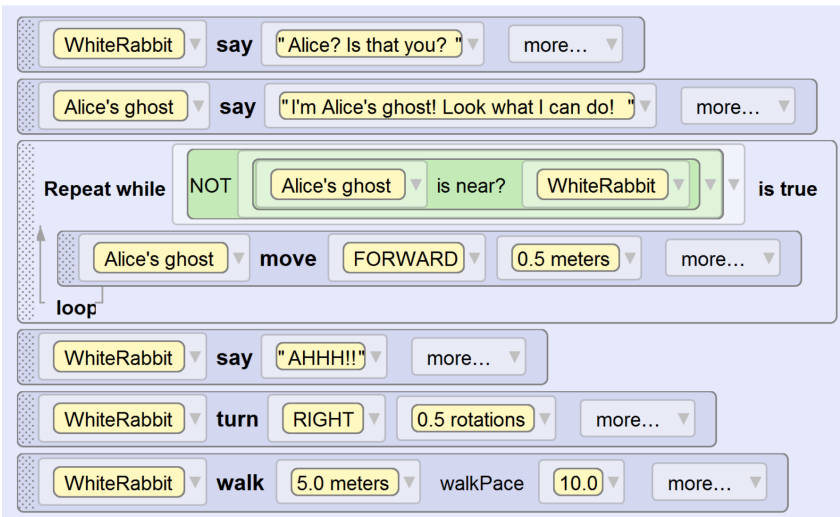 WhiteRabbit say "Alice? Is that you? " more...
Alice's ghost say "I'm Alice's ghost! Look what I can do! " more...
Repeat while NOT Alice's ghost is near? WhiteRabbit is true
Alice's ghost move FORWARD 0.5 meters more...
loop
WhiteRabbit say "AHHH!!" more...
WhiteRabbit turn RIGHT 0.5 rotations more...
WhiteRabbit walk 5.0 meters walkPace 10.0 more...